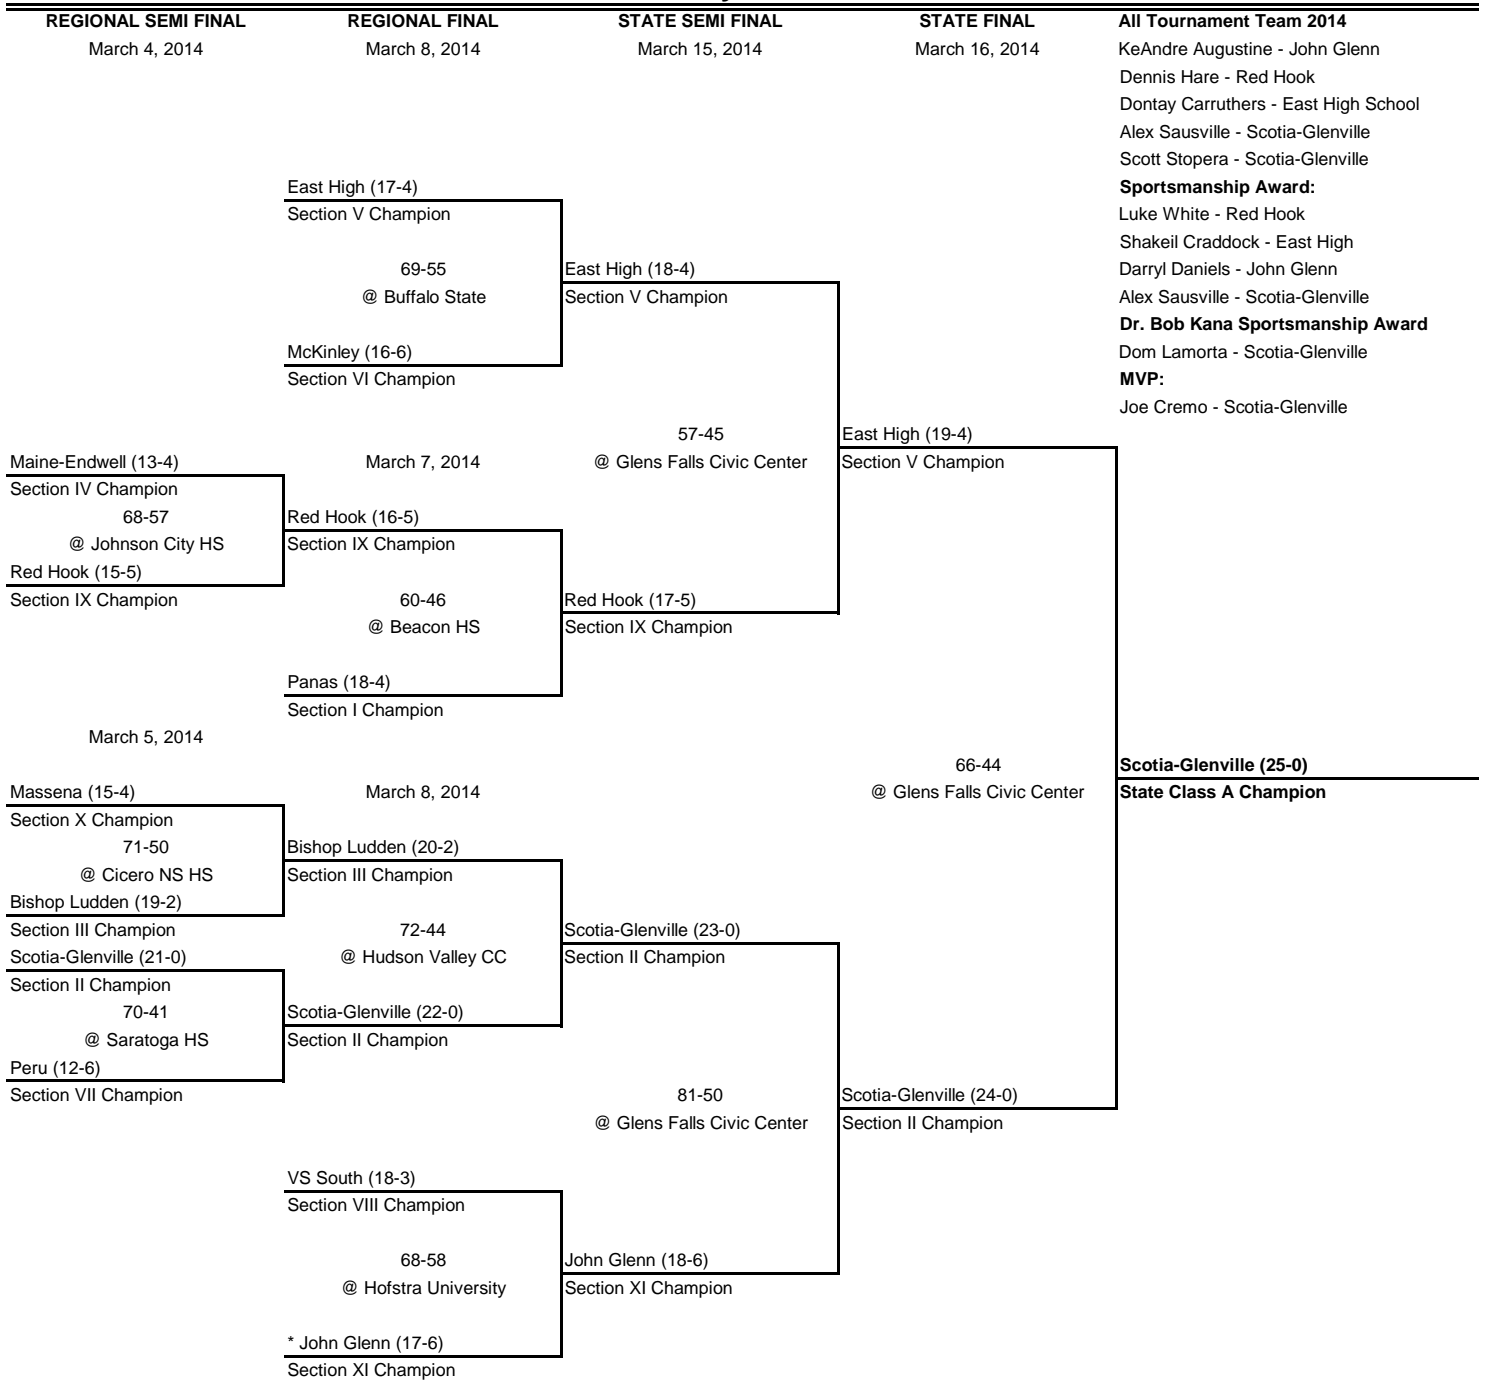 REGIONAL SEMI FINAL
REGIONAL FINAL
STATE SEMI FINAL
STATE FINAL
All Tournament Team 2014
March 4, 2014
March 8, 2014
March 15, 2014
March 16, 2014
KeAndre Augustine - John Glenn
Dennis Hare - Red Hook
Dontay Carruthers - East High School
Alex Sausville - Scotia-Glenville
Scott Stopera - Scotia-Glenville
East High (17-4)
Sportsmanship Award:
Section V Champion
Luke White - Red Hook
Shakeil Craddock - East High
69-55
East High (18-4)
Darryl Daniels - John Glenn
@ Buffalo State
Section V Champion
Alex Sausville - Scotia-Glenville
Dr. Bob Kana Sportsmanship Award
McKinley (16-6)
Dom Lamorta - Scotia-Glenville
Section VI Champion
MVP:
Joe Cremo - Scotia-Glenville
57-45
East High (19-4)
Maine-Endwell (13-4)
March 7, 2014
@ Glens Falls Civic Center
Section V Champion
Section IV Champion
68-57
Red Hook (16-5)
@ Johnson City HS
Section IX Champion
Red Hook (15-5)
Section IX Champion
60-46
Red Hook (17-5)
@ Beacon HS
Section IX Champion
Panas (18-4)
Section I Champion
March 5, 2014
66-44
Scotia-Glenville (25-0)
Massena (15-4)
March 8, 2014
@ Glens Falls Civic Center
State Class A Champion
Section X Champion
71-50
Bishop Ludden (20-2)
@ Cicero NS HS
Section III Champion
Bishop Ludden (19-2)
Section III Champion
72-44
Scotia-Glenville (23-0)
Scotia-Glenville (21-0)
@ Hudson Valley CC
Section II Champion
Section II Champion
70-41
Scotia-Glenville (22-0)
@ Saratoga HS
Section II Champion
Peru (12-6)
Section VII Champion
81-50
Scotia-Glenville (24-0)
@ Glens Falls Civic Center
Section II Champion
VS South (18-3)
Section VIII Champion
68-58
John Glenn (18-6)
@ Hofstra University
Section XI Champion
* John Glenn (17-6)
Section XI Champion